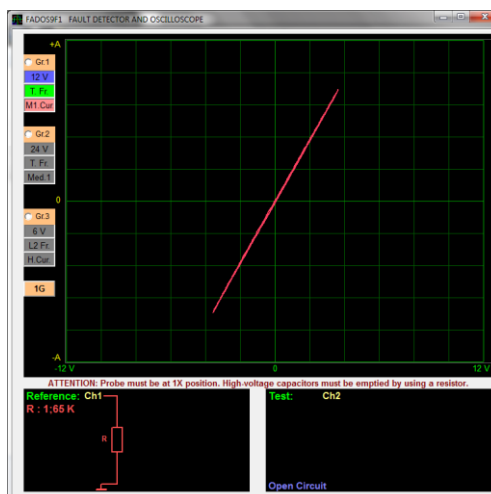 FADOS9F1   FAULT DETECTOR AND OSCILLOSCOPE
+A
Gr.1
12 V
T. Fr.
M1.Cur
Gr.2
24 V
T. Fr.
Med.1
0
Gr.3
6 V
L2 Fr.
H.Cur.
1G
-A
-12 V
0
12 V
ATTENTION: Probe must be at 1X position. High-voltage capacitors must be emptied by using a resistor.
Reference: Ch1
R : 1;65 K
R
Test: Ch2
Open Circuit